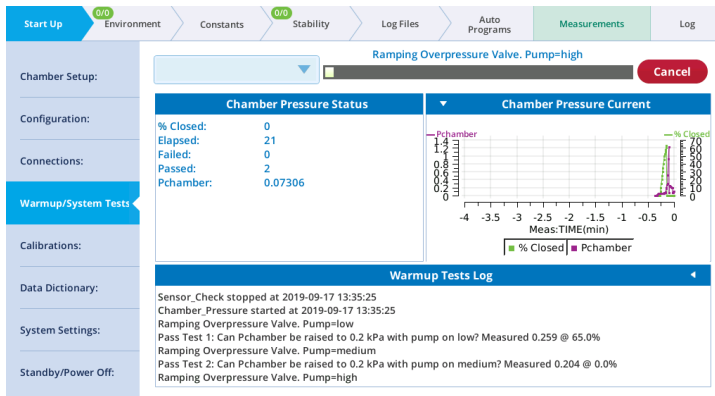 Start Up
0/0
Environment
Constants
0/0
Stability
Log Files
Auto
Programs
Measurements
Log
Chamber Setup:
Configuration:
Connections:
Warmup/System Tests
Calibrations:
Data Dictionary:
System Settings:
Standby/Power Off:
Ramping Overpressure Valve. Pump=high
Cancel
Chamber Pressure Status
% Closed: 0
Elapsed: 21
Failed: 0
Passed: 2
Pchamber: 0.07306
Chamber Pressure Current
Pchamber
% Closed
1.4
1.2
1
0.8
0.6
0.4
0.2
0
70
60
50
40
30
20
10
0
-4 -3.5 -3 -2.5 -2 -1.5 -1 -0.5 0
Meas:TIME(min)
% Closed Pchamber
Warmup Tests Log
Sensor_Check stopped at 2019-09-17 13:35:25
Chamber_Pressure started at 2019-09-17 13:35:25
Ramping Overpressure Valve. Pump=low
Pass Test 1: Can Pchamber be raised to 0.2 kPa with pump on low? Measured 0.259 @ 65.0%
Ramping Overpressure Valve. Pump=medium
Pass Test 2: Can Pchamber be raised to 0.2 kPa with pump on medium? Measured 0.204 @ 0.0%
Ramping Overpressure Valve. Pump=high